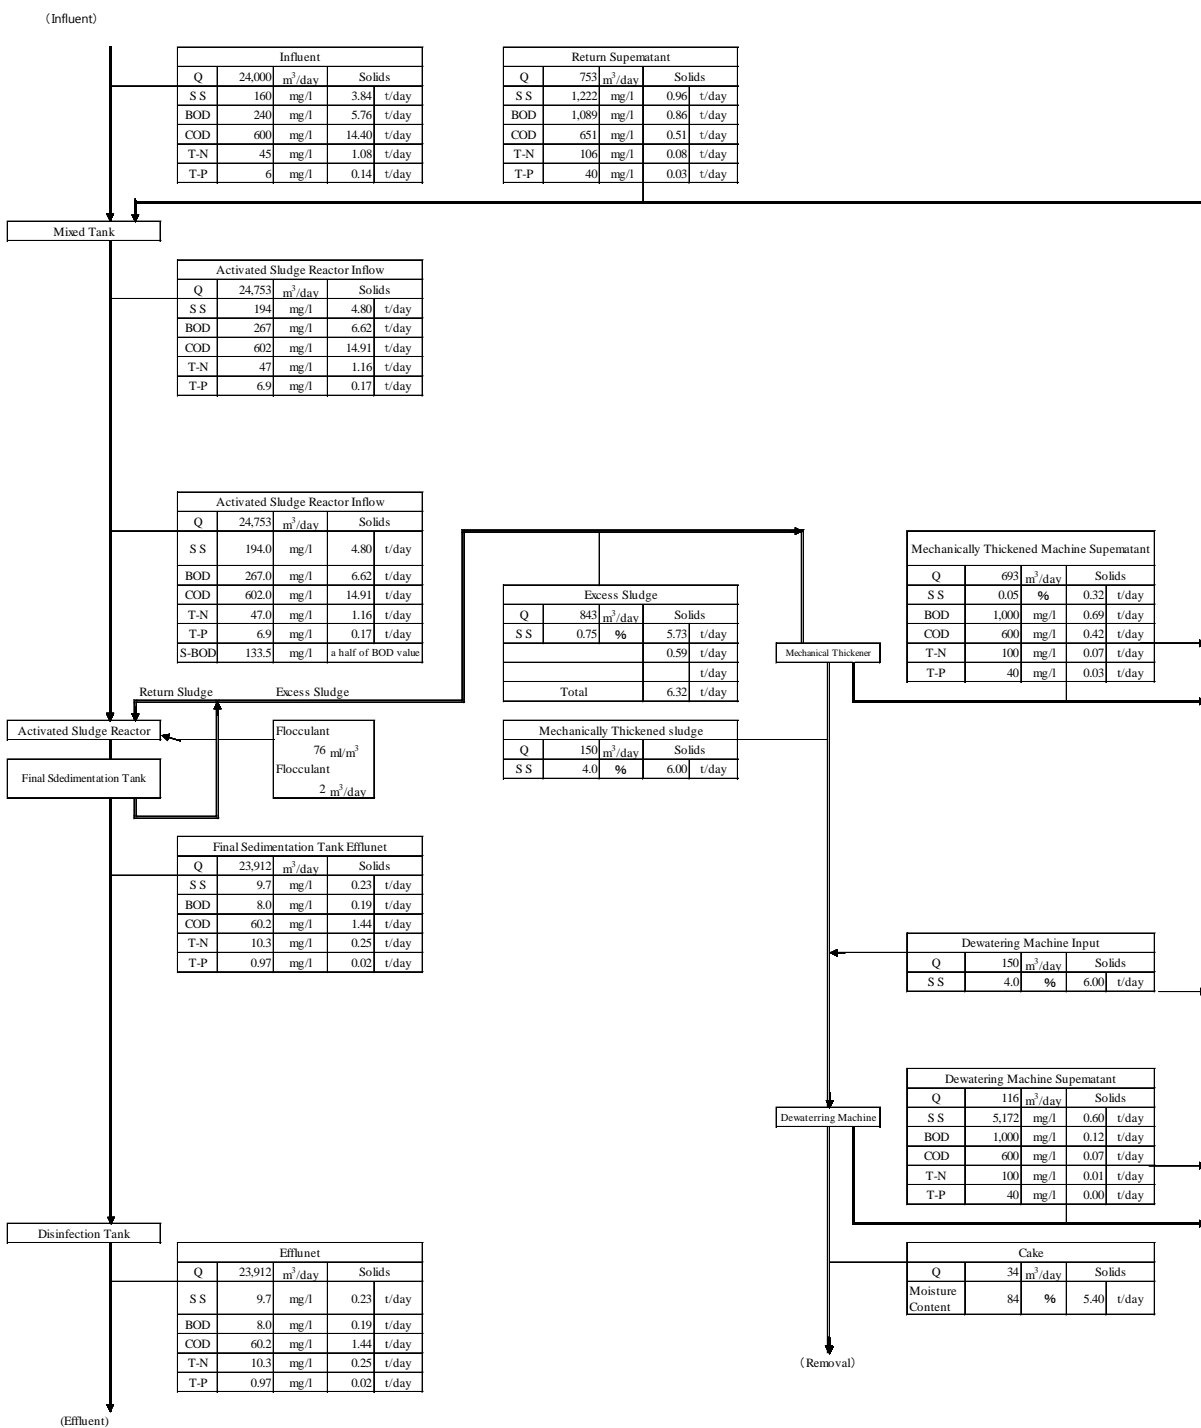 (Influent)
Influent
Q 24,000 m³/day Solids
S S 160 mg/l 3.84 t/day
BOD 240 mg/l 5.76 t/day
COD 600 mg/l 14.40 t/day
T-N 45 mg/l 1.08 t/day
T-P 6 mg/l 0.14 t/day
Return Supernatant
Q 753 m³/day Solids
S S 1,222 mg/l 0.96 t/day
BOD 1,089 mg/l 0.86 t/day
COD 651 mg/l 0.51 t/day
T-N 106 mg/l 0.08 t/day
T-P 40 mg/l 0.03 t/day
Mixed Tank
Activated Sludge Reactor Inflow
Q 24,753 m³/day Solids
S S 194 mg/l 4.80 t/day
BOD 267 mg/l 6.62 t/day
COD 602 mg/l 14.91 t/day
T-N 47 mg/l 1.16 t/day
T-P 6.9 mg/l 0.17 t/day
Activated Sludge Reactor Inflow
Q 24,753 m³/day Solids
S S 194.0 mg/l 4.80 t/day
BOD 267.0 mg/l 6.62 t/day
COD 602.0 mg/l 14.91 t/day
T-N 47.0 mg/l 1.16 t/day
T-P 6.9 mg/l 0.17 t/day
S-BOD 133.5 mg/l a half of BOD value
Excess Sludge
Q 843 m³/day Solids
S S 0.75 % 5.73 t/day
0.59 t/day
t/day
Total 6.32 t/day
Mechanical Thickener
Mechanically Thickened Machine Supernatant
Q 693 m³/day Solids
S S 0.05 % 0.32 t/day
BOD 1,000 mg/l 0.69 t/day
COD 600 mg/l 0.42 t/day
T-N 100 mg/l 0.07 t/day
T-P 40 mg/l 0.03 t/day
Return Sludge
Excess Sludge
Activated Sludge Reactor
Final Sdedimentation Tank
Flocculant
76 ml/m³
Flocculant
2 m³/day
Mechanically Thickened sludge
Q 150 m³/day Solids
S S 4.0 % 6.00 t/day
Final Sedimentation Tank Efflunet
Q 23,912 m³/day Solids
S S 9.7 mg/l 0.23 t/day
BOD 8.0 mg/l 0.19 t/day
COD 60.2 mg/l 1.44 t/day
T-N 10.3 mg/l 0.25 t/day
T-P 0.97 mg/l 0.02 t/day
Dewatering Machine Input
Q 150 m³/day Solids
S S 4.0 % 6.00 t/day
Dewaterring Machine
Dewatering Machine Supernatant
Q 116 m³/day Solids
S S 5,172 mg/l 0.60 t/day
BOD 1,000 mg/l 0.12 t/day
COD 600 mg/l 0.07 t/day
T-N 100 mg/l 0.01 t/day
T-P 40 mg/l 0.00 t/day
Disinfection Tank
Efflunet
Q 23,912 m³/day Solids
S S 9.7 mg/l 0.23 t/day
BOD 8.0 mg/l 0.19 t/day
COD 60.2 mg/l 1.44 t/day
T-N 10.3 mg/l 0.25 t/day
T-P 0.97 mg/l 0.02 t/day
Cake
Q 34 m³/day Solids
Moisture
Content 84 % 5.40 t/day
(Removal)
(Effluent)